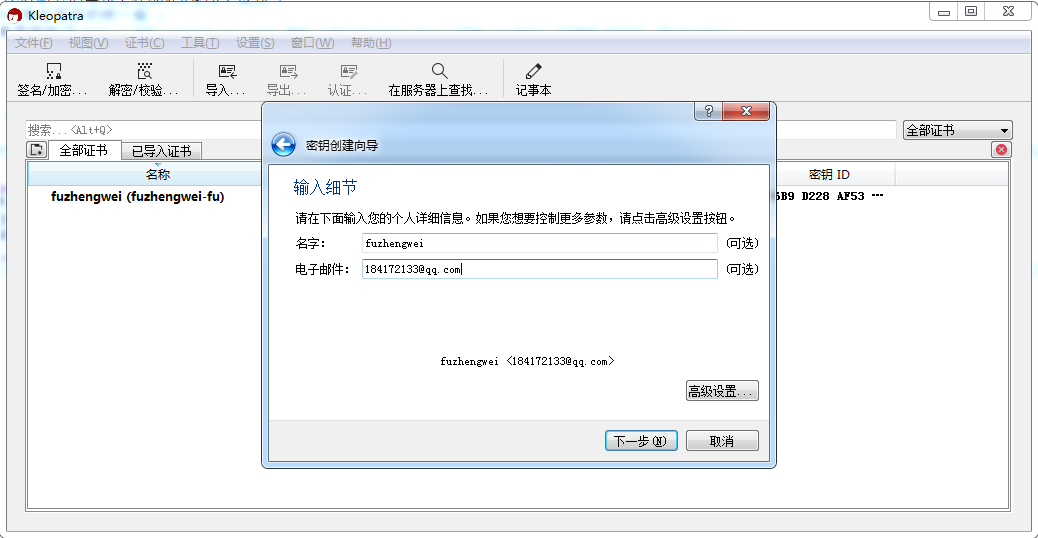 Kleopatra
文件(F) 视图(V) 证书(C) 工具(T) 设置(S) 窗口(W) 帮助(H)
签名/加密... 解密/校验... 导入... 导出... 认证... 在服务器上查找... 记事本
搜索...<Alt+Q> 全部证书
全部证书 已导入证书
名称 密钥 ID
fuzhengwei (fuzhengwei-fu) 5B9 D228 AF53 ...
密钥创建向导
输入细节
请在下面输入您的个人详细信息。如果您想要控制更多参数，请点击高级设置按钮。
名字: fuzhengwei (可选)
电子邮件: 184172133@qq.com (可选)
fuzhengwei <184172133@qq.com>
高级设置...
下一步(N) 取消